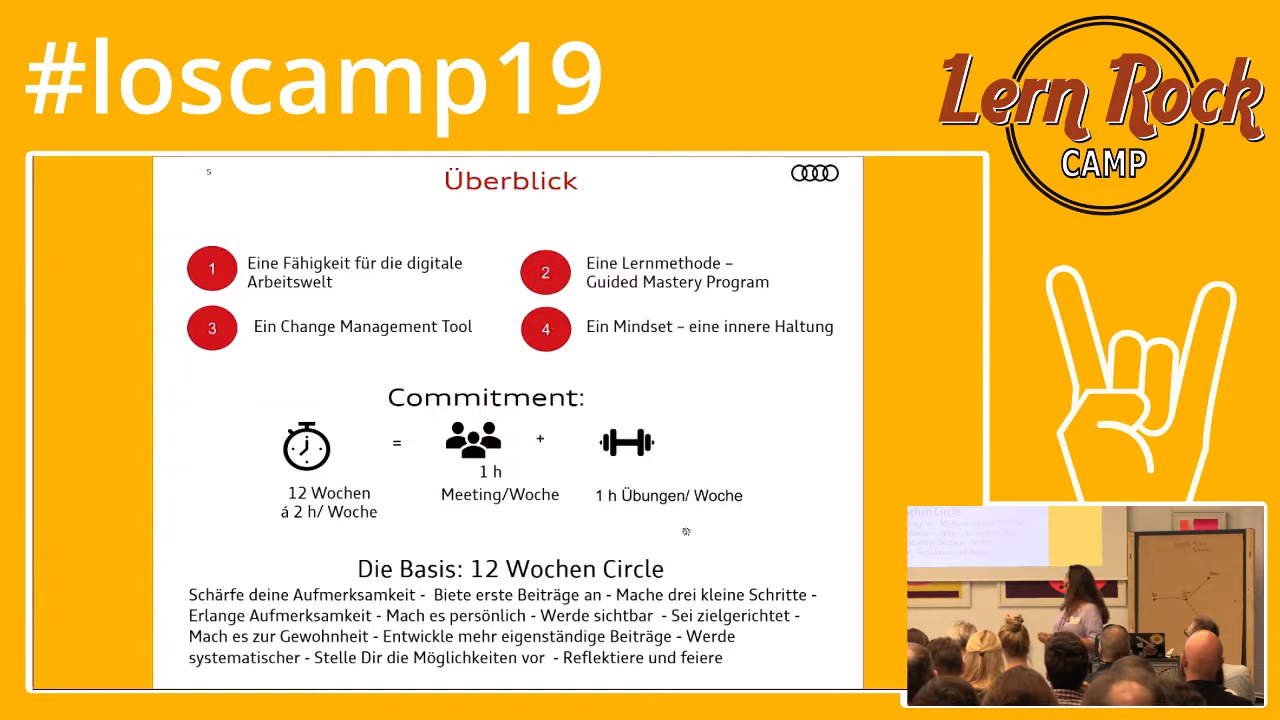 #loscamp19
Lern Rock
CAMP
5
Überblick
1
Eine Fähigkeit für die digitale
Arbeitswelt
2
Eine Lernmethode –
Guided Mastery Program
3
Ein Change Management Tool
4
Ein Mindset – eine innere Haltung
Commitment:
=
+
12 Wochen
á 2 h/ Woche
1 h
Meeting/Woche
1 h Übungen/ Woche
Die Basis: 12 Wochen Circle
Schärfe deine Aufmerksamkeit - Biete erste Beiträge an - Mache drei kleine Schritte -
Erlange Aufmerksamkeit - Mach es persönlich - Werde sichtbar - Sei zielgerichtet -
Mach es zur Gewohnheit - Entwickle mehr eigenständige Beiträge - Werde
systematischer - Stelle Dir die Möglichkeiten vor - Reflektiere und feiere